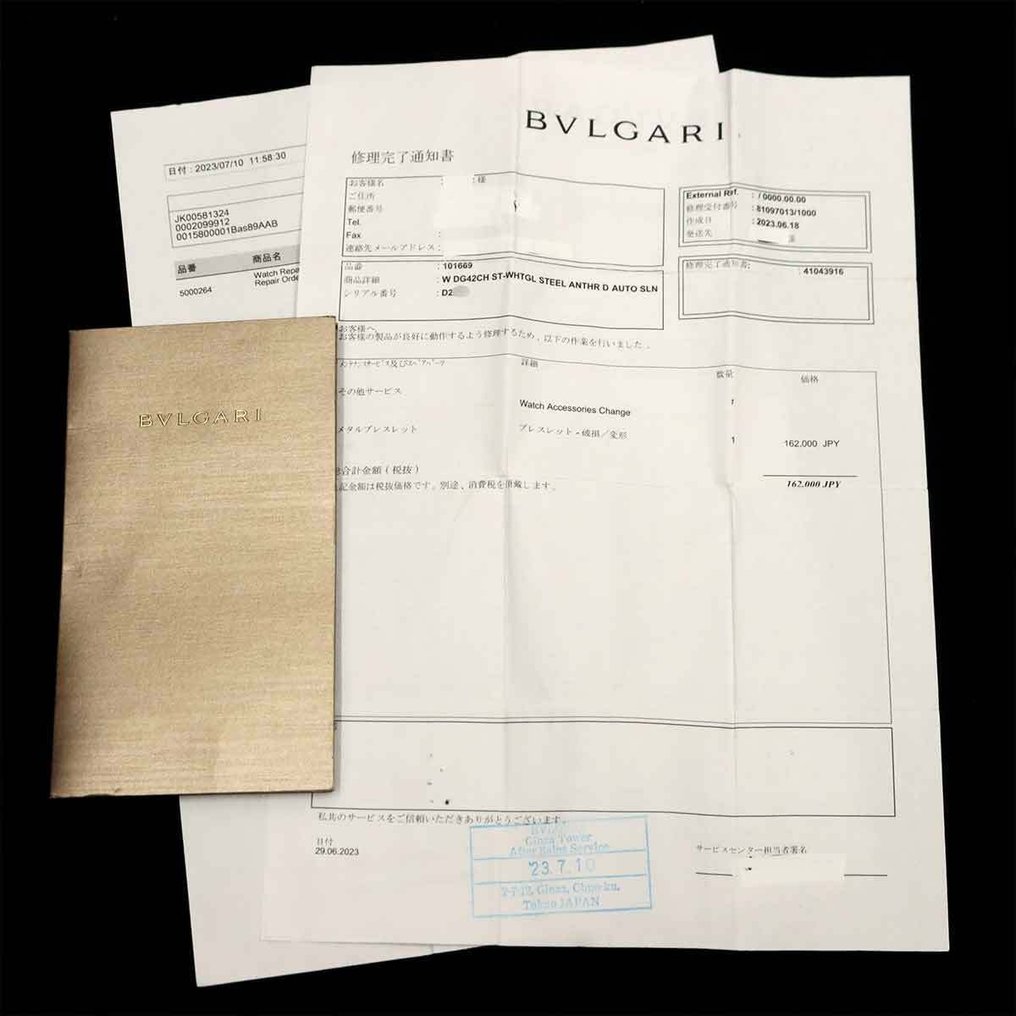 日付 : 2023/07/10 11:58:30
JK00581324
0002099912
0015800001Bas89AAB
品番 商品名
5000264 Watch Repa
Repair Orde
BVLGARI
BVLGARI
修理完了通知書
お客様名 : : 様
ご住所
郵便番号
Tel.
Fax :
連絡先メールアドレス :
External Rif. : / 0000.00.00
修理受付番号 : 81097013/1000
作成日 : 2023.06.18
発送先
品番 : 101669
商品詳細 : W DG42CH ST-WHTGL STEEL ANTHR D AUTO SLN
シリアル番号 : D2
修理完了通知書: : 41043916
お客様へ,
お客様の製品が良好に動作するよう修理するため、以下の作業を行いました 。
詳細 数量 価格
その他サービス
Watch Accessories Change 1
メタルブレスレット ブレスレット - 破損／変形 1 162.000 JPY
総合計金額 ( 税抜 ) 162.000 JPY
記金額は税抜価格です。別途、消費税を頂戴します。
私共のサービスをご信頼いただきありがとうございます。
日付
29.06.2023
サービスセンター担当者署名
Ginza Tower
After Sales Service
'23.7.10
2-7-12, Ginza, Chuo-ku,
Tokyo JAPAN